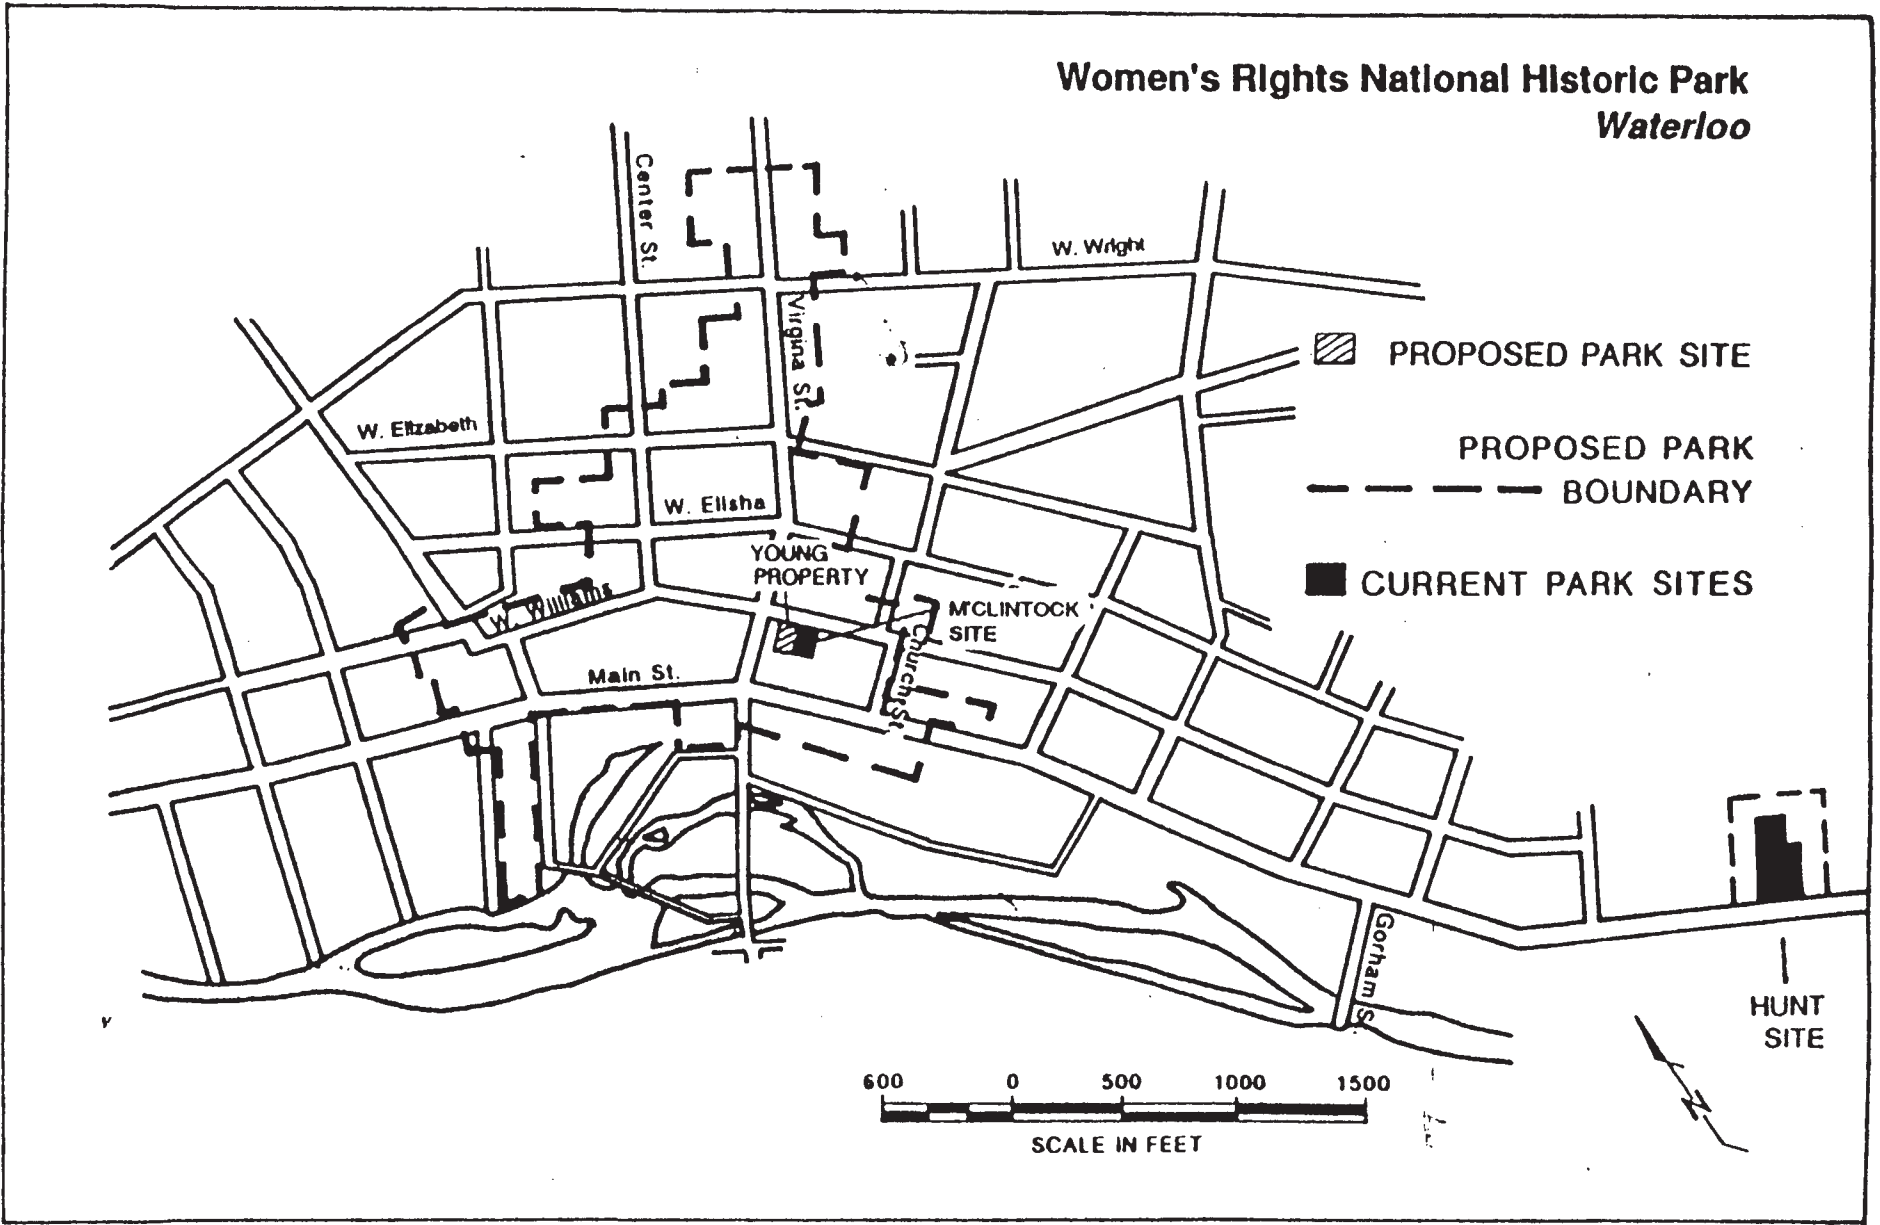 Women's Rights National Historic Park
Waterloo
Center St.
W. Wright
Virgina St.
PROPOSED PARK SITE
W. Elizabeth
PROPOSED PARK
BOUNDARY
W. Elisha
YOUNG
PROPERTY
CURRENT PARK SITES
W. Williams
M'CLINTOCK
SITE
Church St.
Main St.
Gorham S.
HUNT
SITE
600 0 500 1000 1500
SCALE IN FEET
N